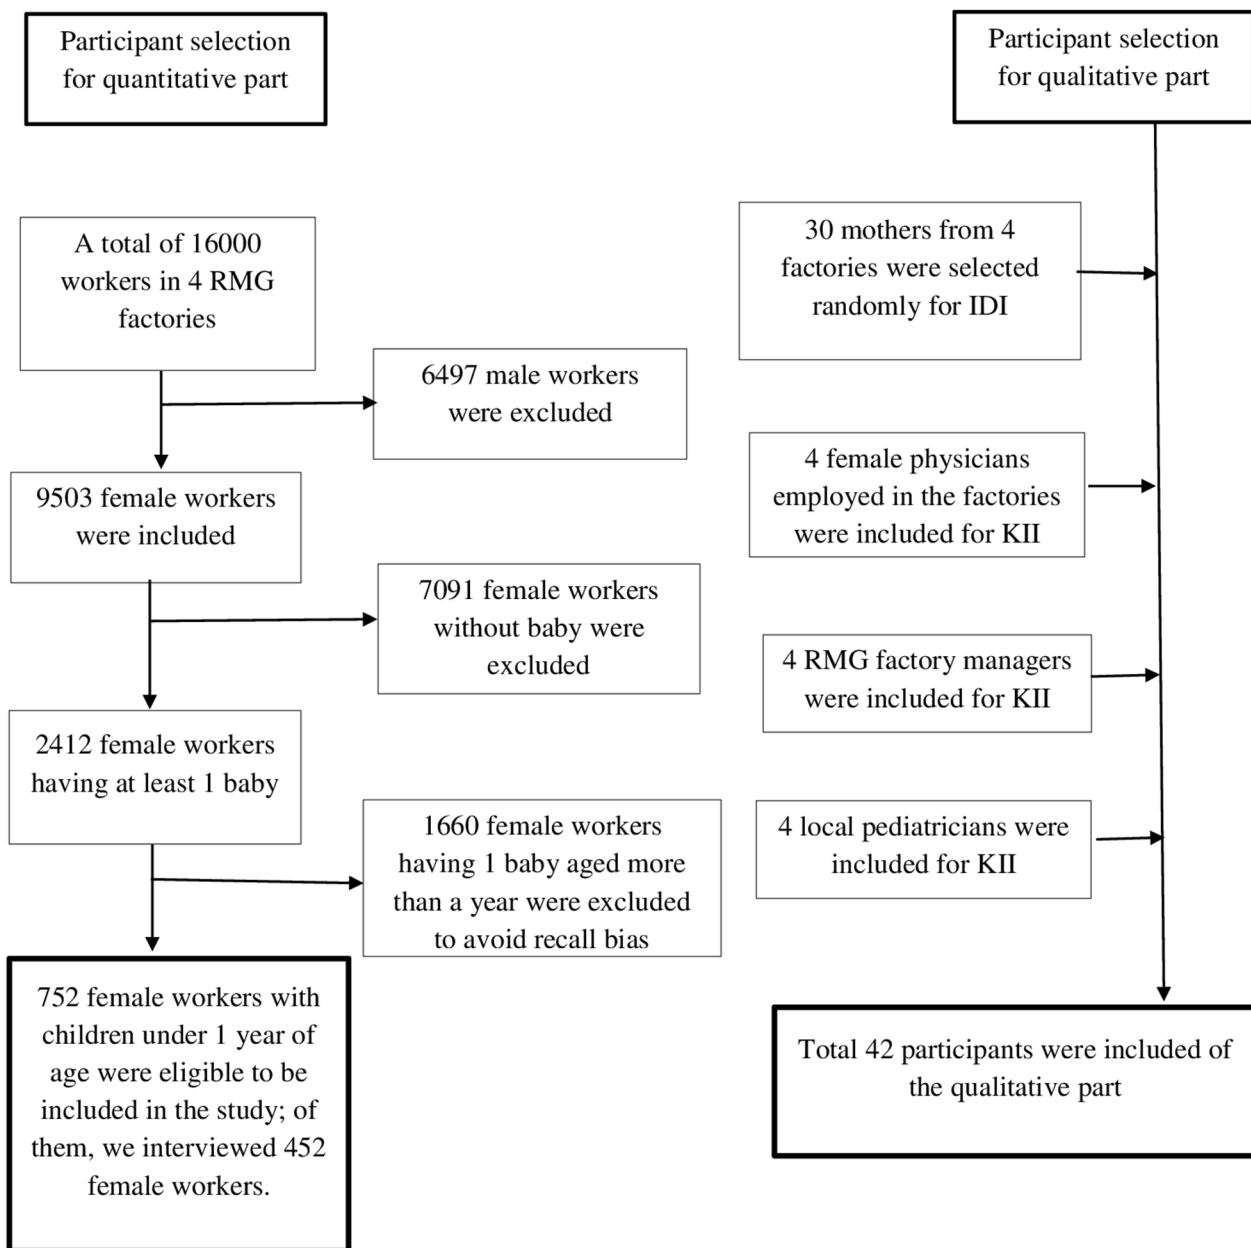 Participant selection
for quantitative part
A total of 16000
workers in 4 RMG
factories
6497 male workers
were excluded
9503 female workers
were included
7091 female workers
without baby were
excluded
2412 female workers
having at least 1 baby
1660 female workers
having 1 baby aged more
than a year were excluded
to avoid recall bias
752 female workers with
children under 1 year of
age were eligible to be
included in the study; of
them, we interviewed 452
female workers.
Participant selection
for qualitative part
30 mothers from 4
factories were selected
randomly for IDI
4 female physicians
employed in the factories
were included for KII
4 RMG factory managers
were included for KII
4 local pediatricians were
included for KII
Total 42 participants were included of
the qualitative part